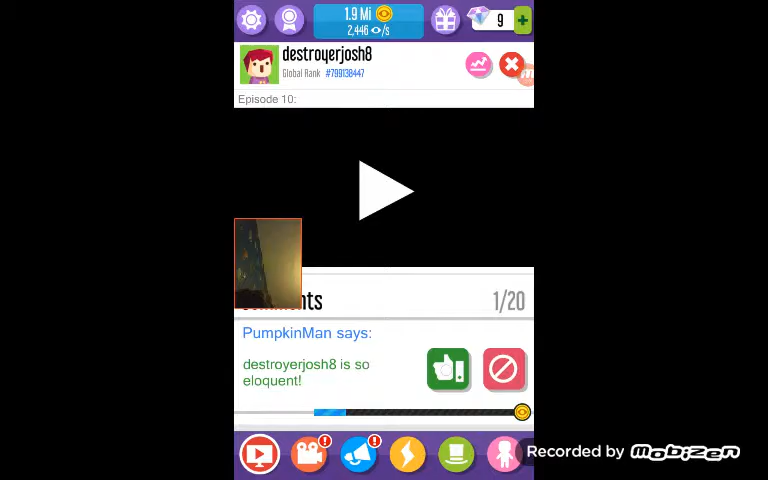 1.9 Mi
2,446 /s
9
destroyerjosh8
Global Rank #799138447
Episode 10:
nts 1/20
PumpkinMan says:
destroyerjosh8 is so
eloquent!
Recorded by MOBIZEN